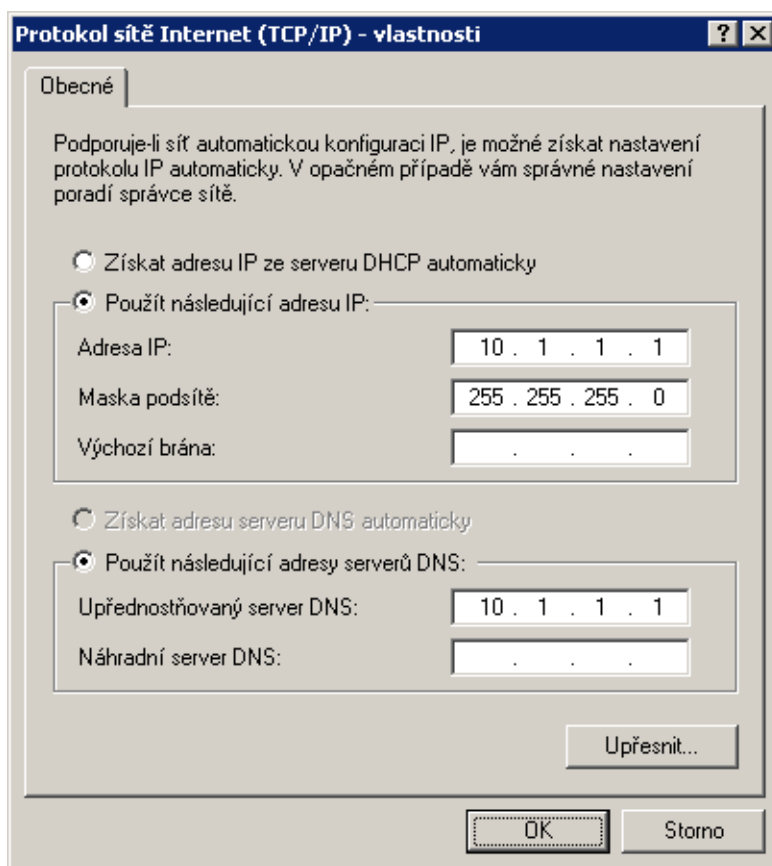 Protokol sítě Internet (TCP/IP) - vlastnosti
Obecné
Podporuje-li síť automatickou konfiguraci IP, je možné získat nastavení
protokolu IP automaticky. V opačném případě vám správné nastavení
poradí správce sítě.
Získat adresu IP ze serveru DHCP automaticky
Použít následující adresu IP:
Adresa IP: 10 . 1 . 1 . 1
Maska podsítě: 255 . 255 . 255 . 0
Výchozí brána: . . .
Získat adresu serveru DNS automaticky
Použít následující adresy serverů DNS:
Upřednostňovaný server DNS: 10 . 1 . 1 . 1
Náhradní server DNS: . . .
Upřesnit...
OK Storno